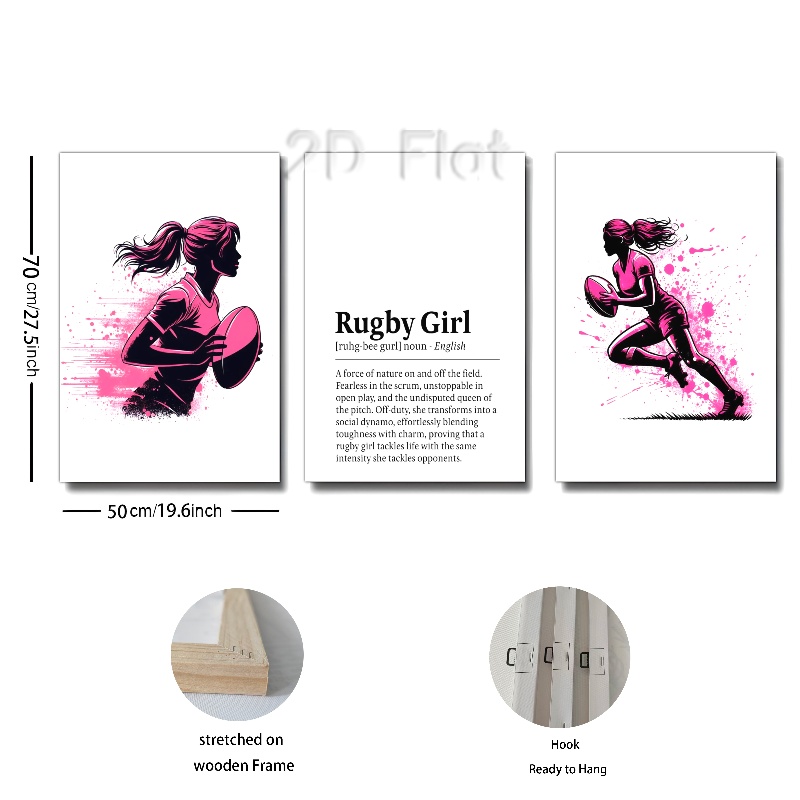 2D Flat
70 cm/27.5inch
Rugby Girl
[ruhg-bee gurl] noun - English
A force of nature on and off the field.
Fearless in the scrum, unstoppable in
open play, and the undisputed queen of
the pitch. Off-duty, she transforms into a
social dynamo, effortlessly blending
toughness with charm, proving that a
rugby girl tackles life with the same
intensity she tackles opponents.
50cm/19.6inch
stretched on
wooden Frame
Hook
Ready to Hang